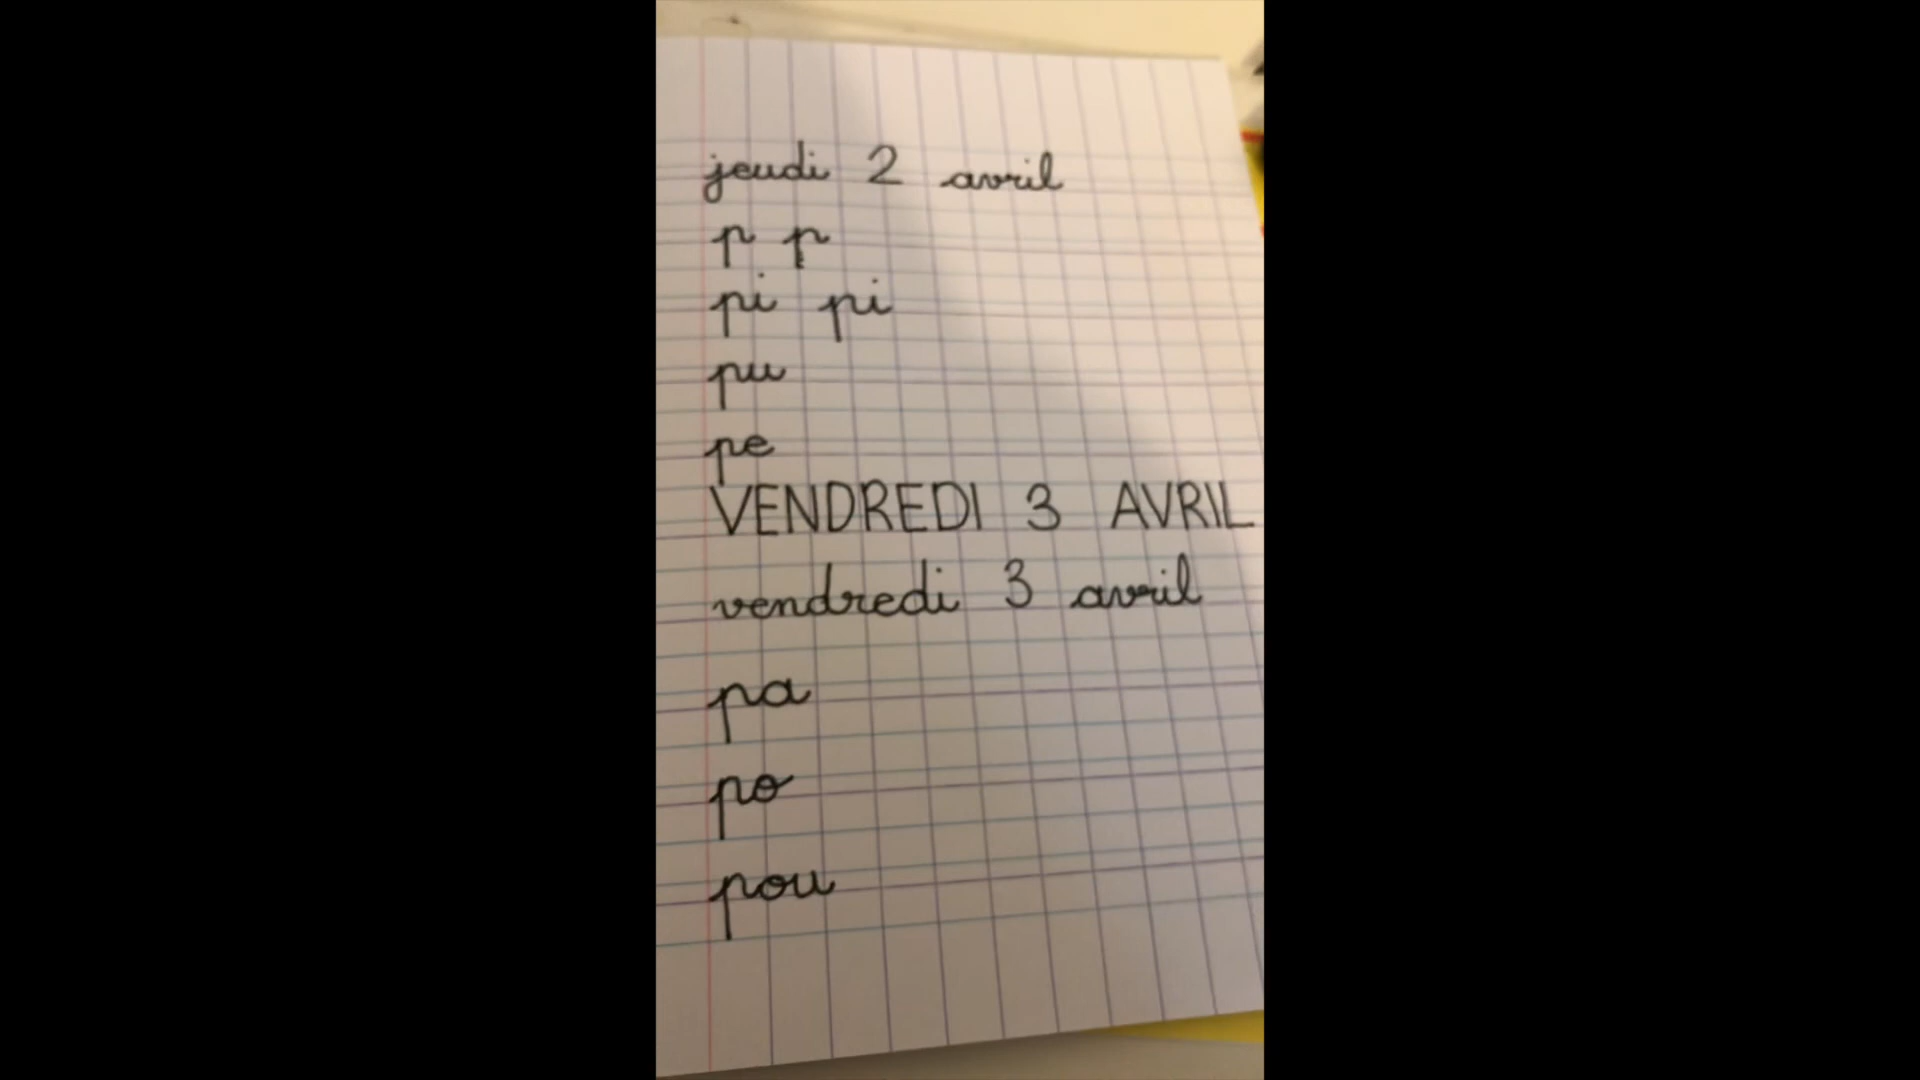 jeudi 2 avril
p p
pi pi
pu
pe
VENDREDI 3 AVRIL
vendredi 3 avril
pa
po
pou